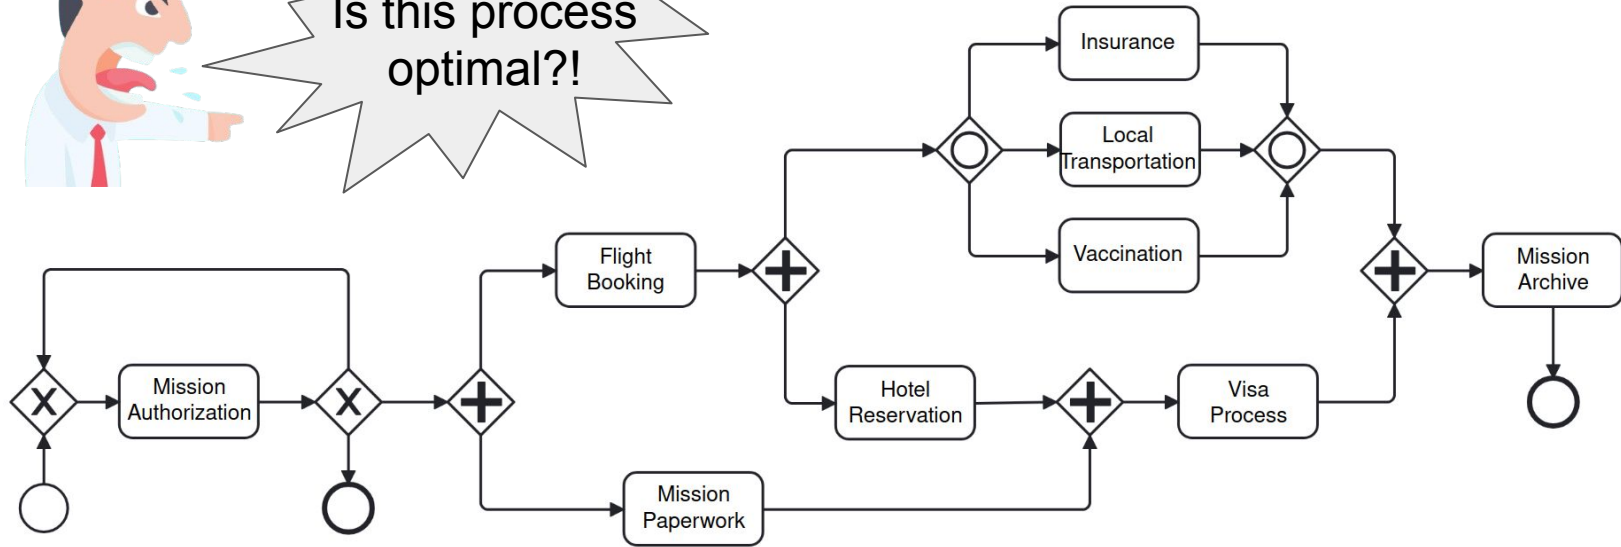 Is this process
optimal?!
Insurance
Local
Transportation
Vaccination
Flight
Booking
Mission
Archive
Mission
Authorization
Hotel
Reservation
Visa
Process
Mission
Paperwork
X
X